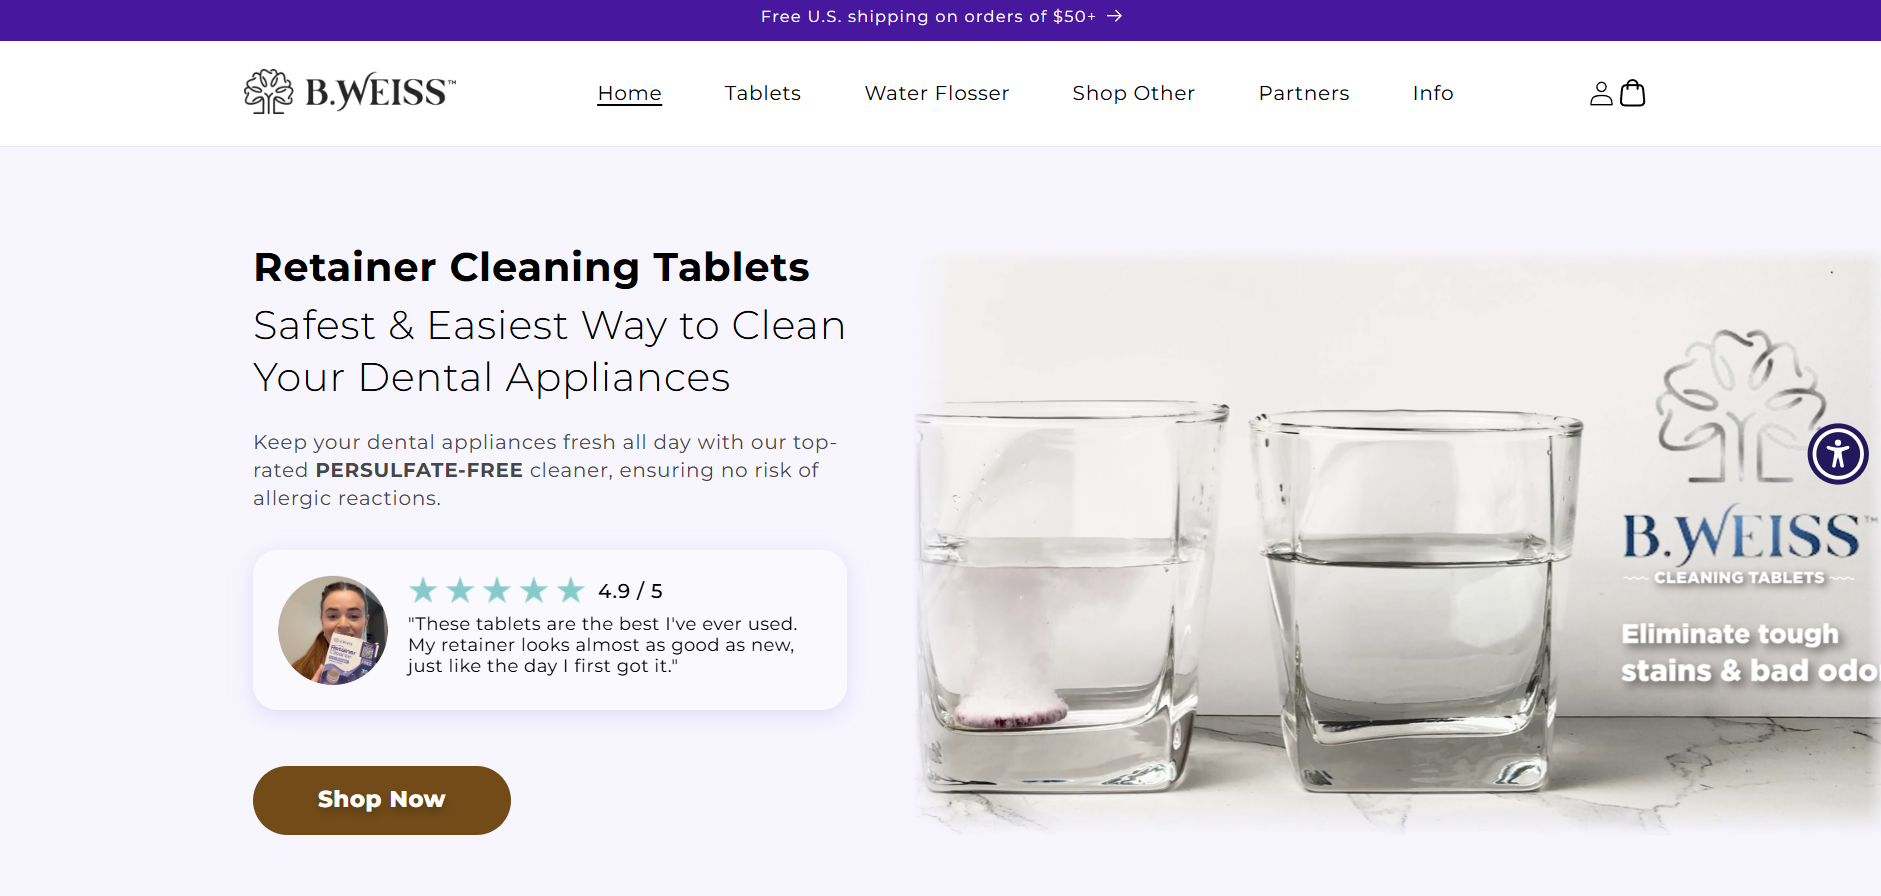 Free U.S. shipping on orders of $50+
B.WEISS™
Home
Tablets
Water Flosser
Shop Other
Partners
Info
Retainer Cleaning Tablets
Safest & Easiest Way to Clean
Your Dental Appliances
Keep your dental appliances fresh all day with our top-
rated PERSULFATE-FREE cleaner, ensuring no risk of
allergic reactions.
4.9 / 5
"These tablets are the best I've ever used.
My retainer looks almost as good as new,
just like the day I first got it."
Retainer
Shop Now
B.WEISS™
CLEANING TABLETS
Eliminate tough
stains & bad odo